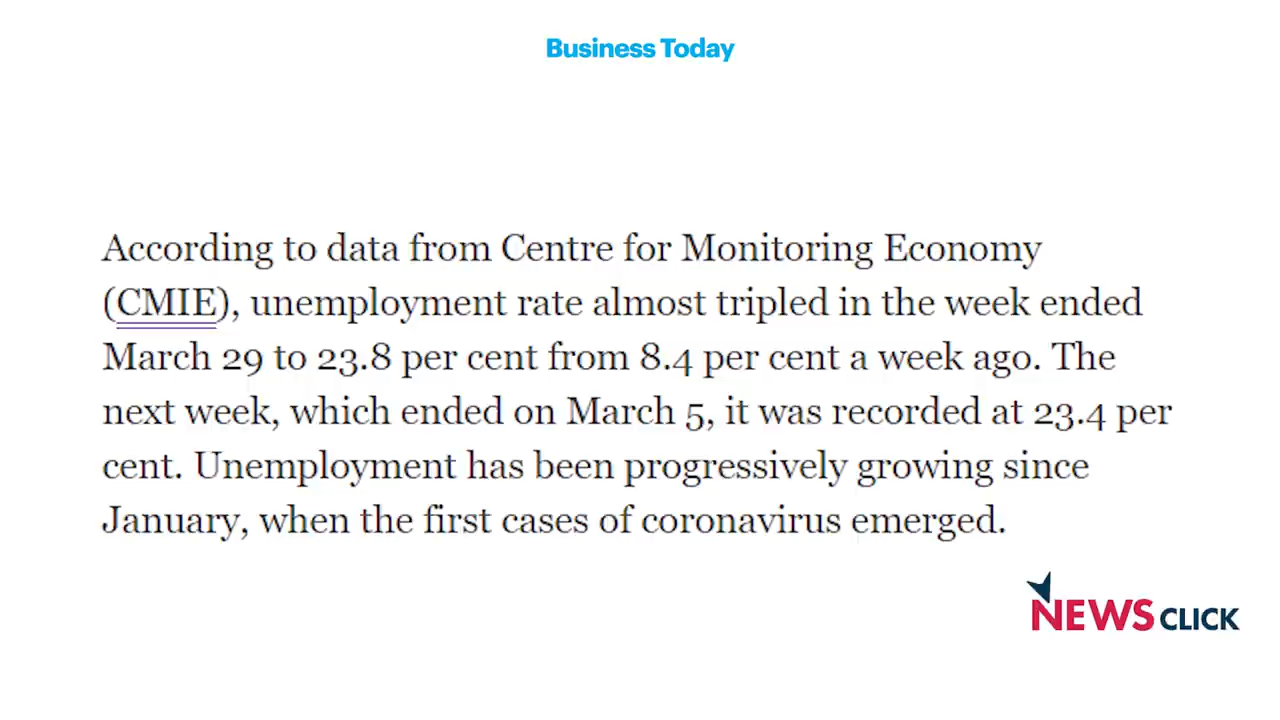 Business Today
According to data from Centre for Monitoring Economy
(CMIE), unemployment rate almost tripled in the week ended
March 29 to 23.8 per cent from 8.4 per cent a week ago. The
next week, which ended on March 5, it was recorded at 23.4 per
cent. Unemployment has been progressively growing since
January, when the first cases of coronavirus emerged.
NEWS CLICK